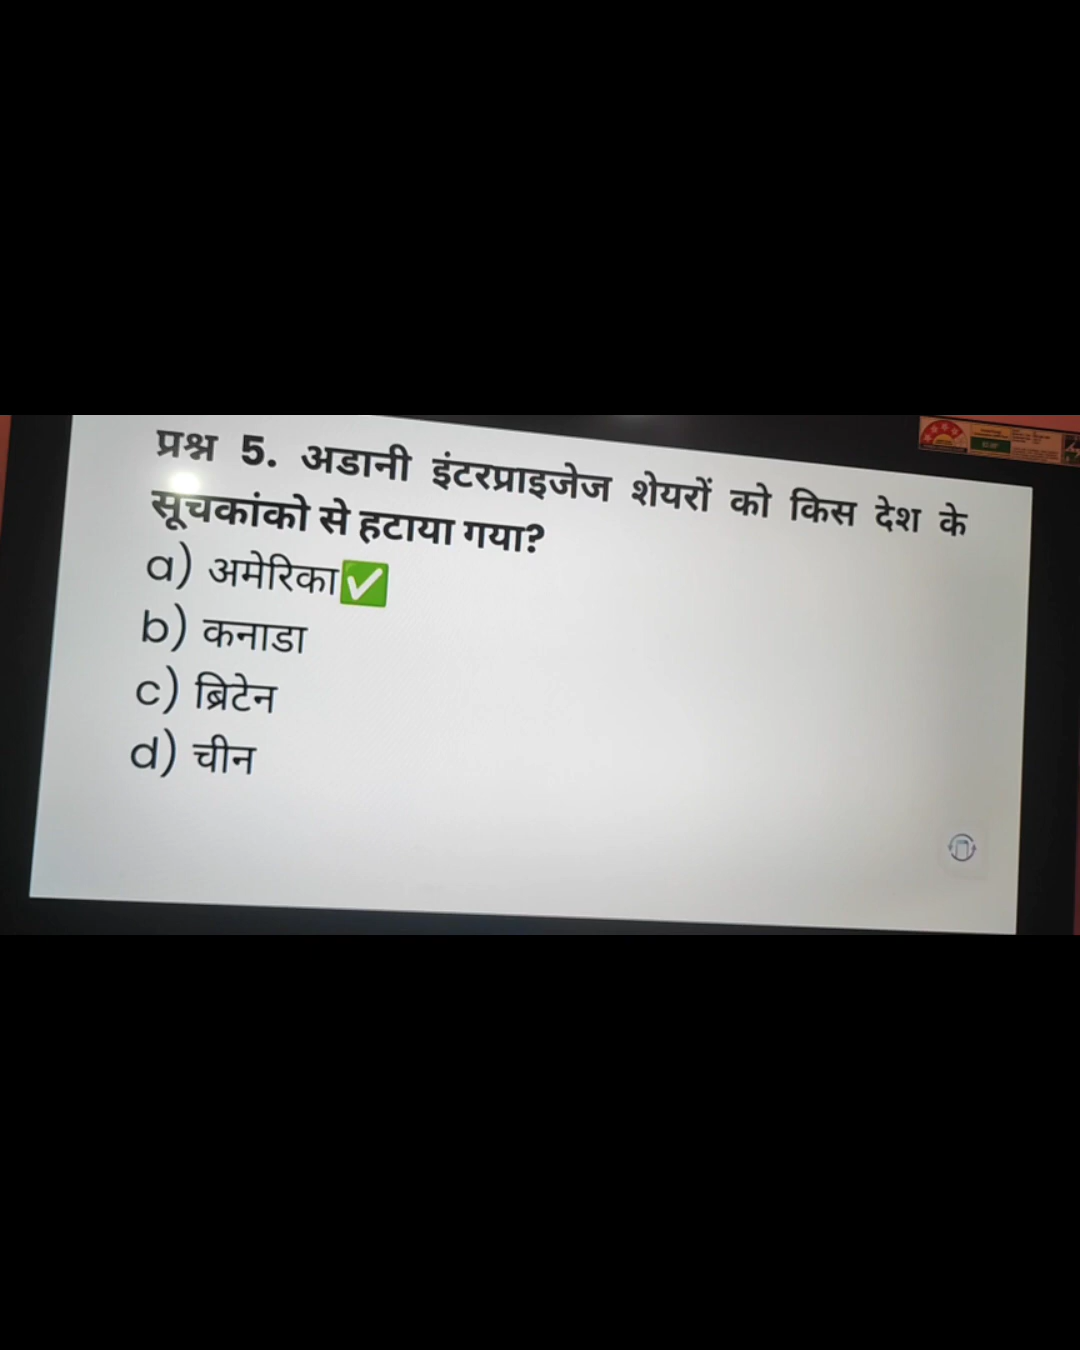 प्रश्न 5. अडानी इंटरप्राइजेज शेयरों को किस देश के
सूचकांको से हटाया गया?
a) अमेरिका✅
b) कनाडा
c) ब्रिटेन
d) चीन